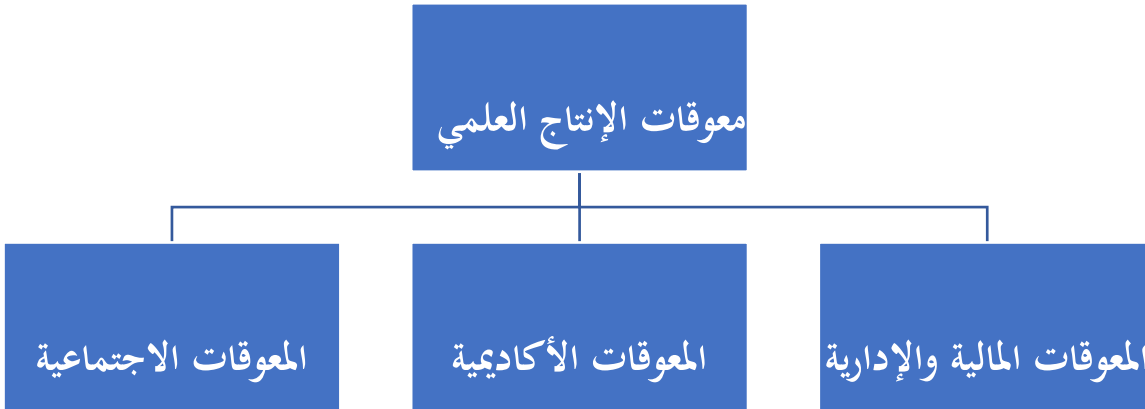 معوقات الإنتاج العلمي
المعوقات المالية والإدارية
المعوقات الأكاديمية
المعوقات الاجتماعية